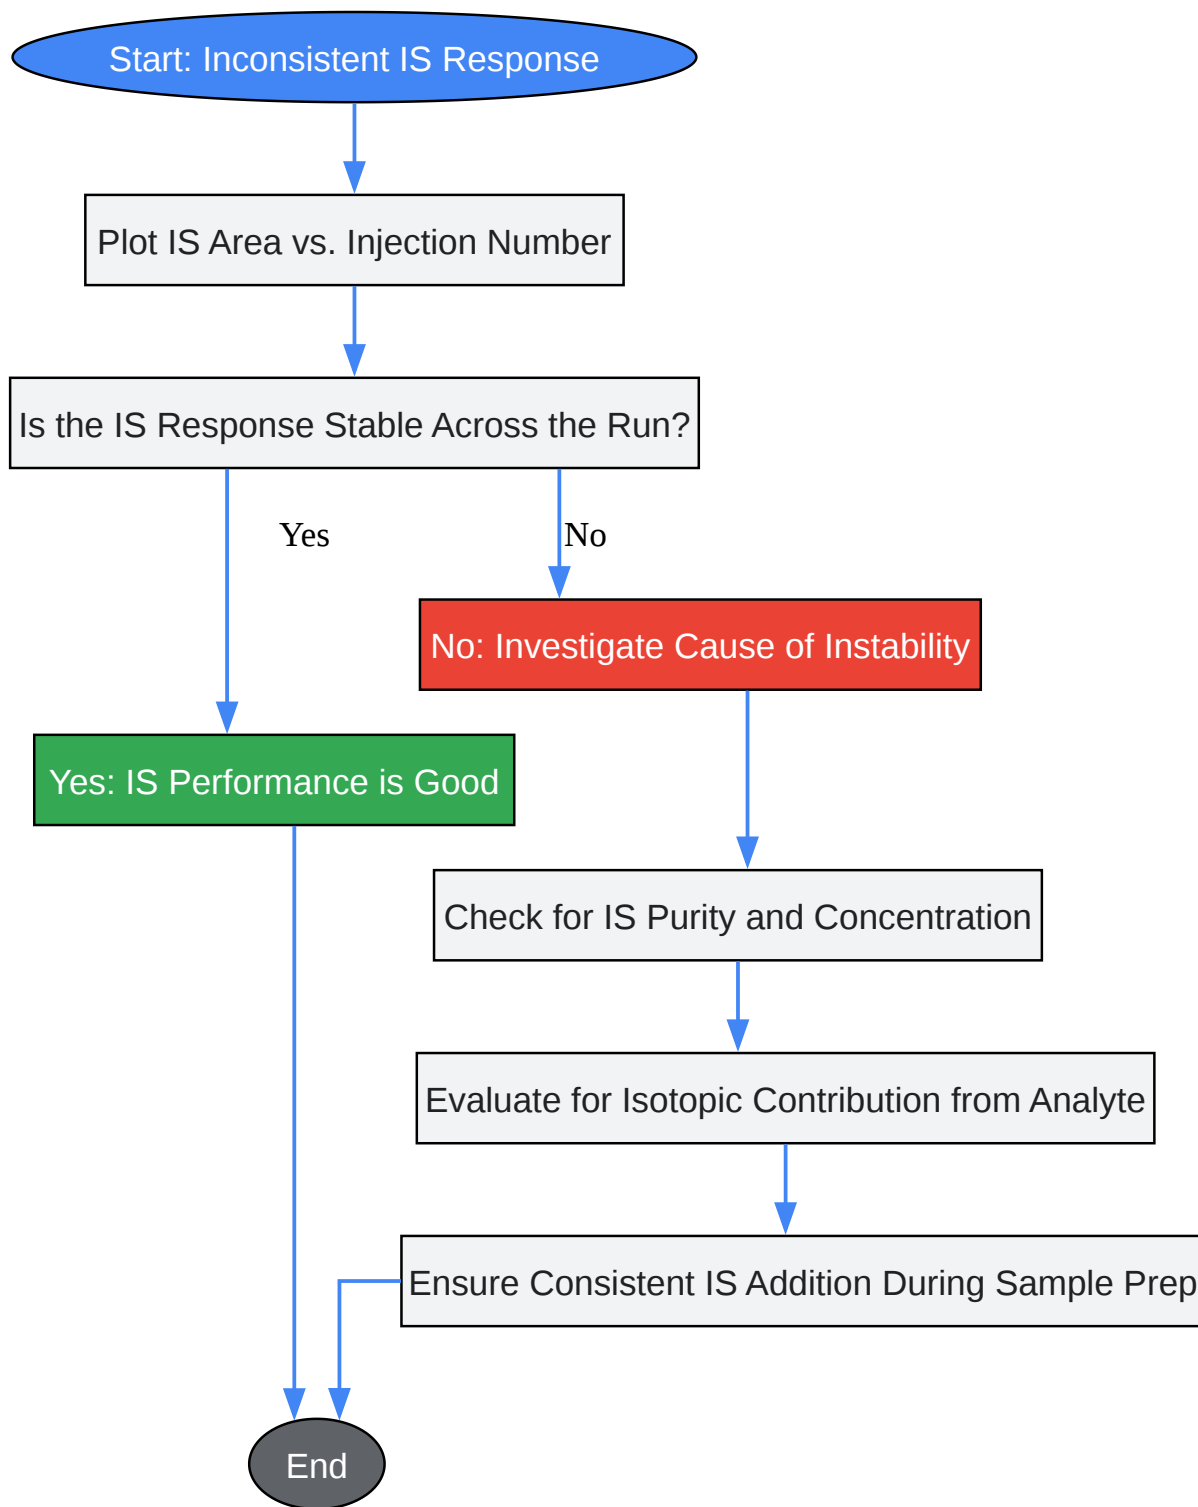 Start: Inconsistent IS Response
Plot IS Area vs. Injection Number
Is the IS Response Stable Across the Run?
Yes
No
No: Investigate Cause of Instability
Yes: IS Performance is Good
Check for IS Purity and Concentration
Evaluate for Isotopic Contribution from Analyte
Ensure Consistent IS Addition During Sample Prep
End